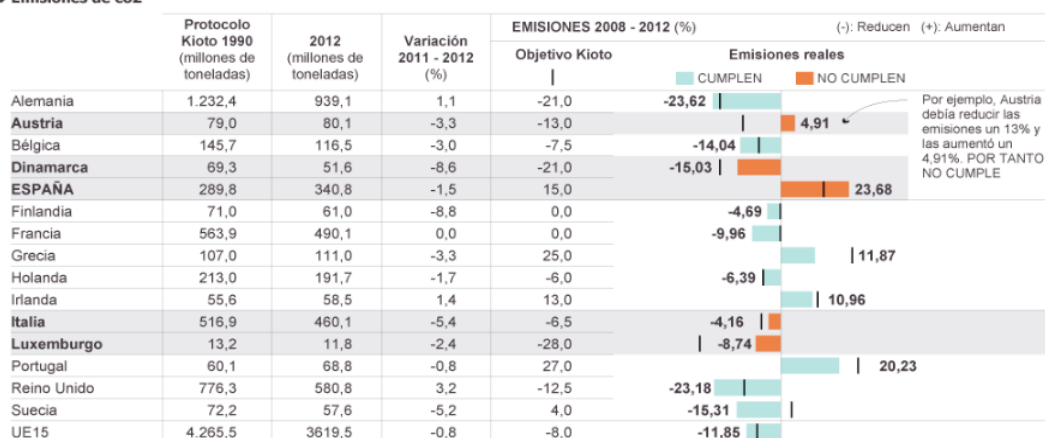 Protocolo
Kioto 1990
(millones de
toneladas)
2012
(millones de
toneladas)
Variación
2011 - 2012
(%)
EMISIONES 2008 - 2012 (%)
(-): Reducen (+): Aumentan
Objetivo Kioto
Emisiones reales
CUMPLEN NO CUMPLEN
Alemania 1.232,4 939,1 1,1 -21,0 -23,62
Austria 79,0 80,1 -3,3 -13,0 4,91
Bélgica 145,7 116,5 -3,0 -7,5 -14,04
Dinamarca 69,3 51,6 -8,6 -21,0 -15,03
ESPAÑA 289,8 340,8 -1,5 15,0 23,68
Finlandia 71,0 61,0 -8,8 0,0 -4,69
Francia 563,9 490,1 0,0 0,0 -9,96
Grecia 107,0 111,0 -3,3 25,0 11,87
Holanda 213,0 191,7 -1,7 -6,0 -6,39
Irlanda 55,6 58,5 1,4 13,0 10,96
Italia 516,9 460,1 -5,4 -6,5 -4,16
Luxemburgo 13,2 11,8 -2,4 -28,0 -8,74
Portugal 60,1 68,8 -0,8 27,0 20,23
Reino Unido 776,3 580,8 3,2 -12,5 -23,18
Suecia 72,2 57,6 -5,2 4,0 -15,31
UE15 4.265,5 3619,5 -0,8 -8,0 -11,85
Por ejemplo, Austria
debía reducir las
emisiones un 13% y
las aumentó un
4,91%. POR TANTO
NO CUMPLE